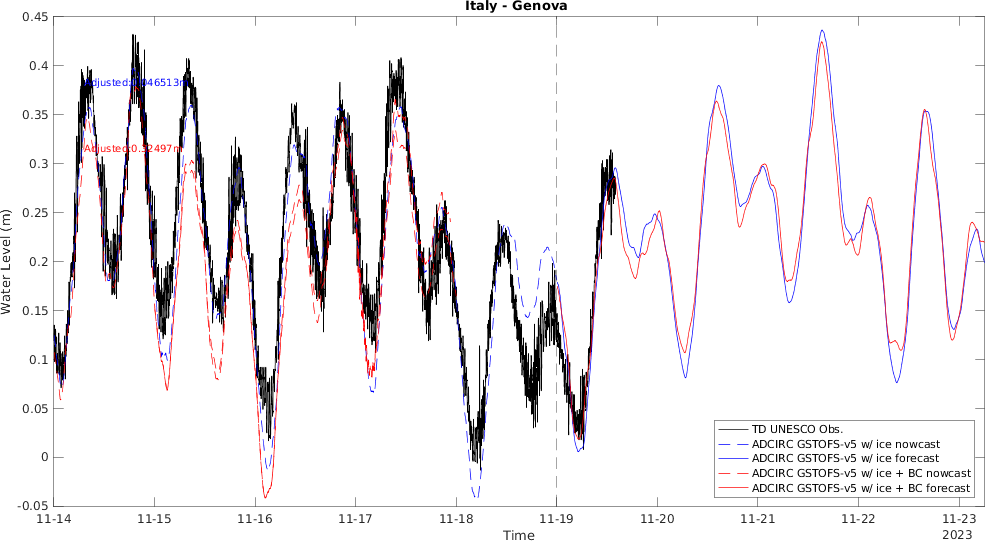 Italy - Genova
0.45
0.4
0.35
0.3
0.25
0.2
0.15
0.1
0.05
0
-0.05
Water Level (m)
Adjusted:0.32497m
11-14
11-15
11-16
11-17
11-18
11-19
11-20
11-21
11-22
11-23
2023
Time
TD UNESCO Obs.
ADCIRC GSTOFS-v5 w/ ice nowcast
ADCIRC GSTOFS-v5 w/ ice forecast
ADCIRC GSTOFS-v5 w/ ice + BC nowcast
ADCIRC GSTOFS-v5 w/ ice + BC forecast